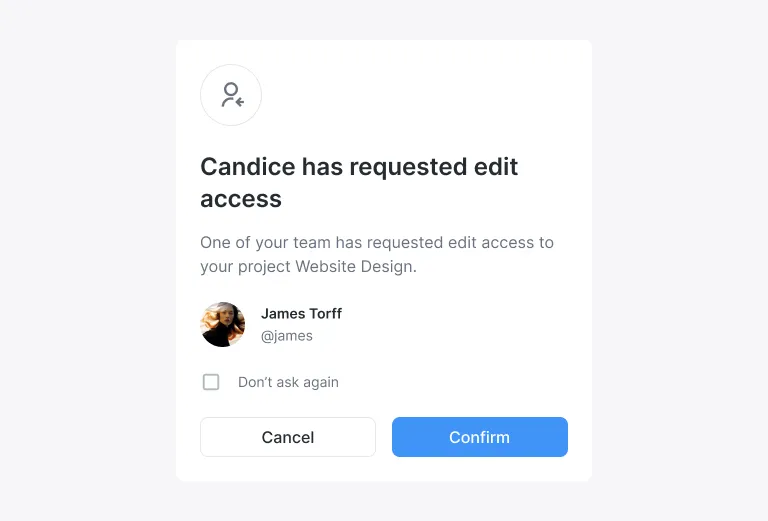 Candice has requested edit
access
One of your team has requested edit access to
your project Website Design.
James Torff
@james
Don’t ask again
Cancel
Confirm